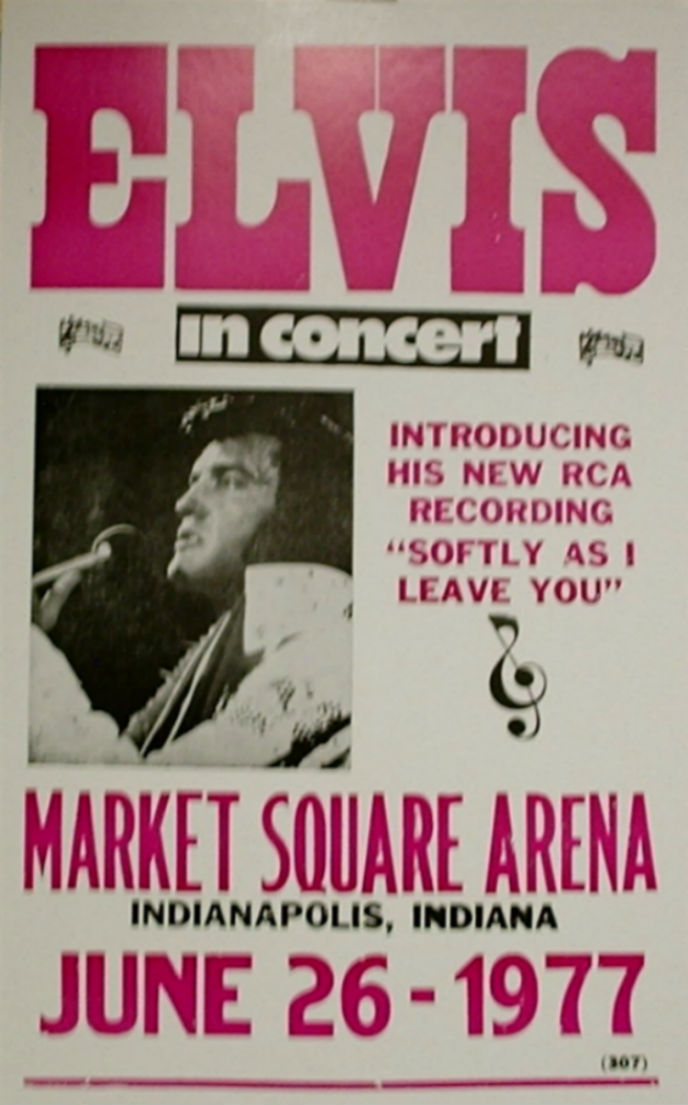 ELVIS
in concert
INTRODUCING
HIS NEW RCA
RECORDING
“SOFTLY AS I
LEAVE YOU”
MARKET SQUARE ARENA
INDIANAPOLIS, INDIANA
JUNE 26 - 1977
(307)